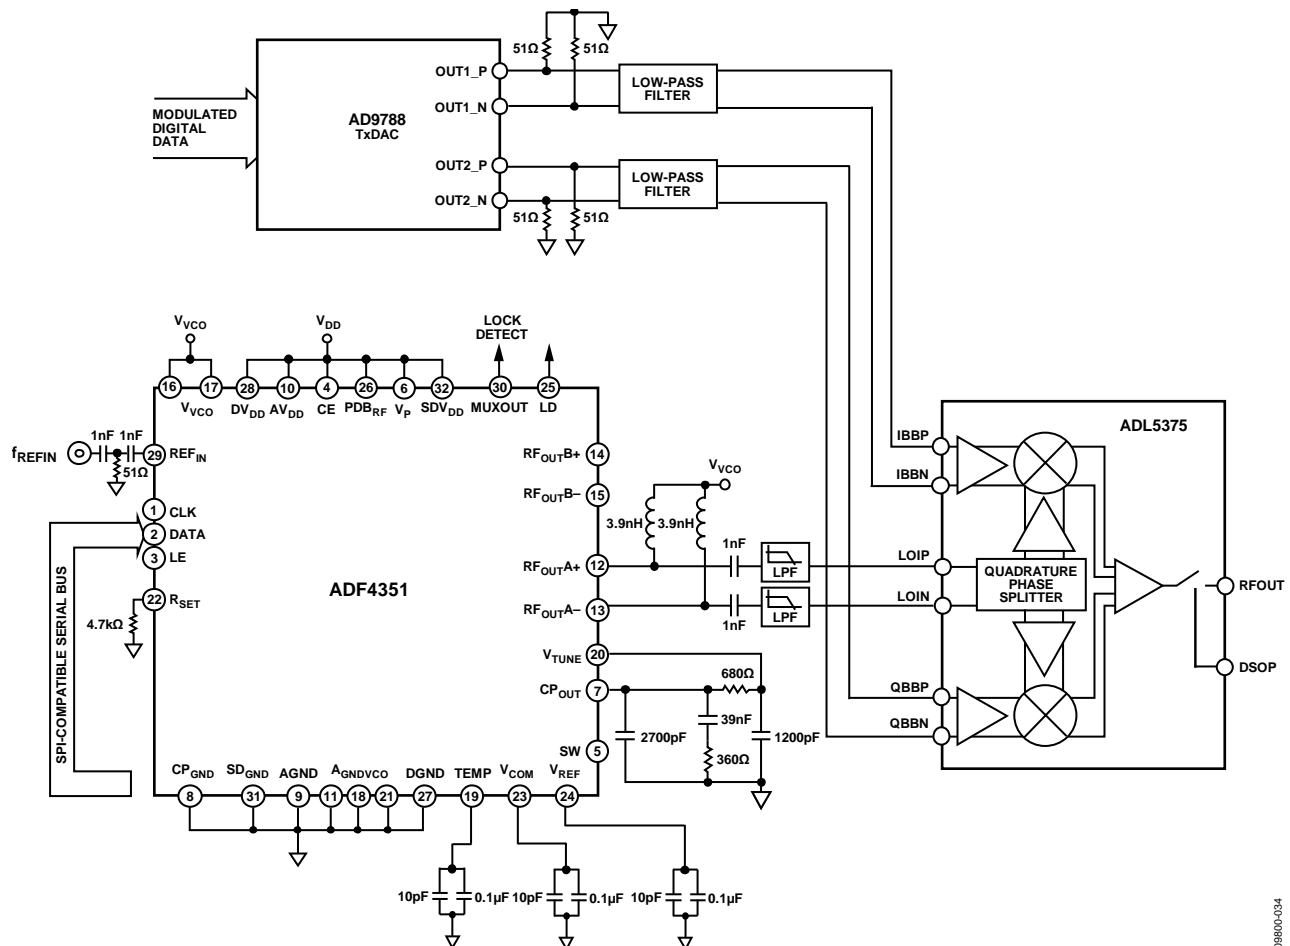 51Ω
51Ω
OUT1_P
OUT1_N
OUT2_P
OUT2_N
AD9788
TxDAC
MODULATED
DIGITAL
DATA
LOW-PASS
FILTER
LOW-PASS
FILTER
51Ω
51Ω
VVCO
VDD
LOCK
DETECT
16
17
28
10
4
26
6
32
30
25
VVCO
DVDD
AVDD
CE
PDBRF
VP
SDVDD
MUXOUT
LD
fREFIN
1nF
1nF
51Ω
29
REFIN
1
CLK
2
DATA
3
LE
22
RSET
4.7kΩ
SPI-COMPATIBLE SERIAL BUS
ADF4351
RFOUTB+
14
RFOUTB–
15
RFOUTA+
12
RFOUTA–
13
VTUNE
20
CPOUT
7
SW
5
VVCO
3.9nH
3.9nH
1nF
LPF
1nF
LPF
680Ω
39nF
2700pF
1200pF
360Ω
CPGND
SDGND
AGND
AGNDVCO
DGND
TEMP
VCOM
VREF
8
31
9
11
18
21
27
19
23
24
10pF
0.1µF
10pF
0.1µF
10pF
0.1µF
ADL5375
IBBP
IBBN
LOIP
LOIN
QBBP
QBBN
QUADRATURE
PHASE
SPLITTER
RFOUT
DSOP
09800-034